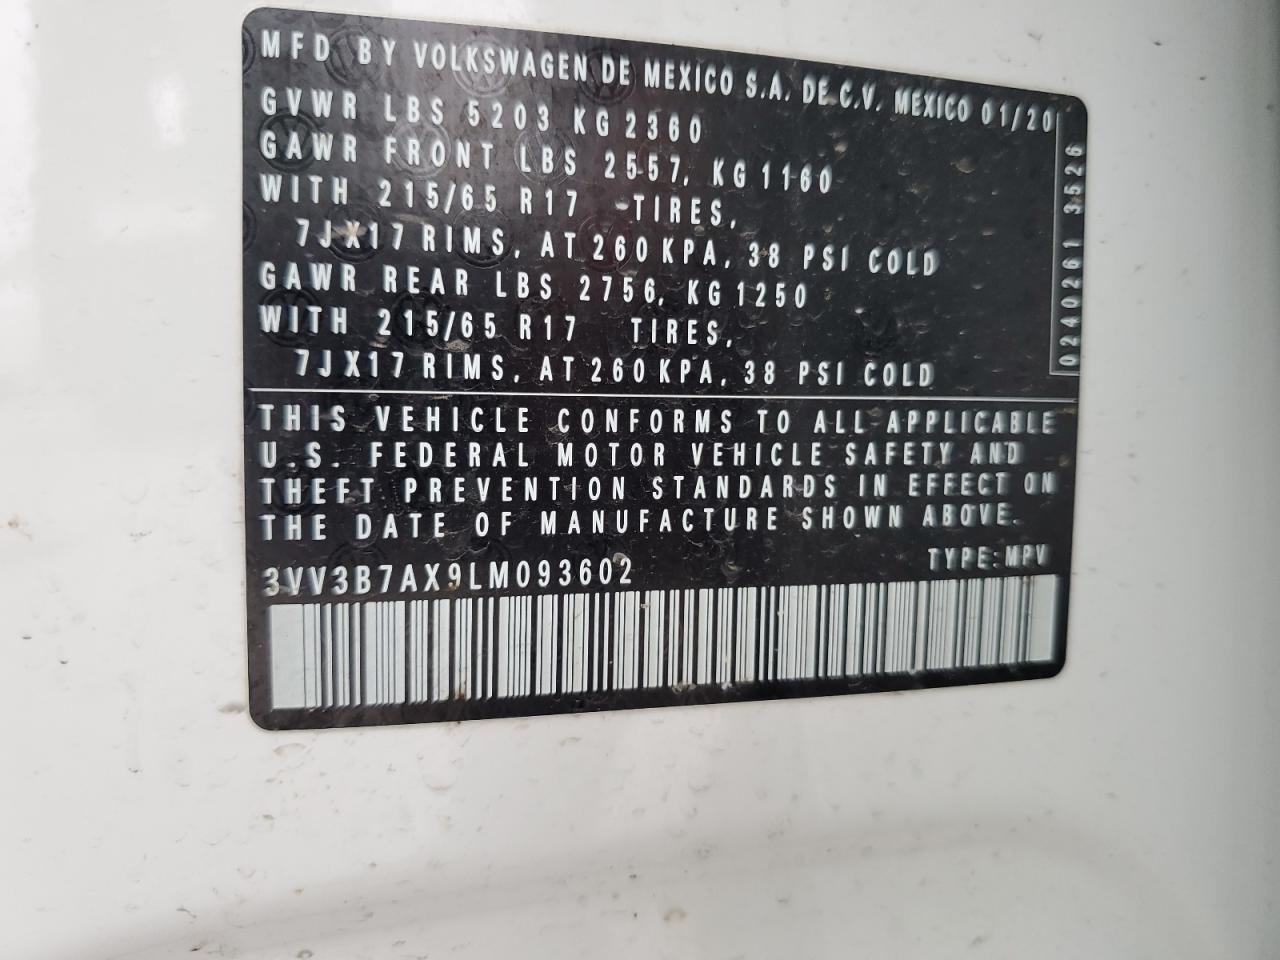 MFD BY VOLKSWAGEN DE MEXICO S.A. DE C.V. MEXICO 01/20
GVWR LBS 5203 KG 2360
GAWR FRONT LBS 2557, KG 1160
WITH 215/65 R17 -TIRES,
7JX17 RIMS, AT 260 KPA, 38 PSI COLD
GAWR REAR LBS 2756, KG 1250
WITH 215/65 R17 TIRES,
7JX17 RIMS, AT 260 KPA, 38 PSI COLD
0240261 3526
THIS VEHICLE CONFORMS TO ALL APPLICABLE
U.S. FEDERAL MOTOR VEHICLE SAFETY AND
THEFT PREVENTION STANDARDS IN EFFECT ON
THE DATE OF MANUFACTURE SHOWN ABOVE.
TYPE: MPV
3VV3B7AX9LM093602